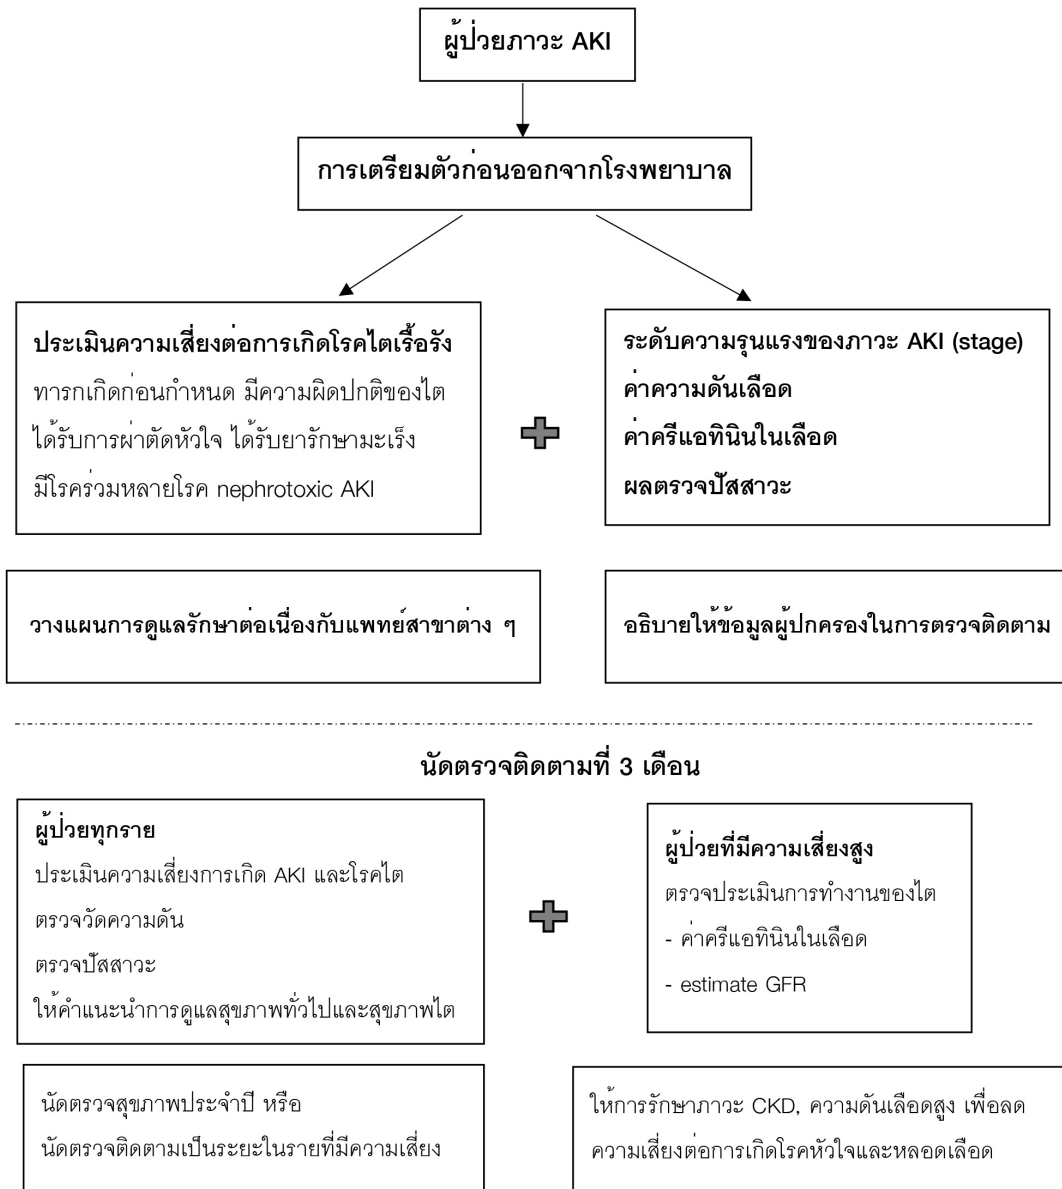 ผู้ป่วยภาวะ AKI
การเตรียมตัวก่อนออกจากโรงพยาบาล
ประเมินความเสี่ยงต่อการเกิดโรคไตเรื้อรัง
ทารกเกิดก่อนกำหนด มีความผิดปกติของไต
ได้รับการผ่าตัดหัวใจ ได้รับยารักษามะเร็ง
มีโรคร่วมหลายโรค nephrotoxic AKI
ระดับความรุนแรงของภาวะ AKI (stage)
ค่าความดันเลือด
ค่าครีแอทินินในเลือด
ผลตรวจปัสสาวะ
วางแผนการดูแลรักษาต่อเนื่องกับแพทย์สาขาต่าง ๆ
อธิบายให้ข้อมูลผู้ปกครองในการตรวจติดตาม
นัดตรวจติดตามที่ 3 เดือน
ผู้ป่วยทุกราย
ประเมินความเสี่ยงการเกิด AKI และโรคไต
ตรวจวัดความดัน
ตรวจปัสสาวะ
ให้คำแนะนำการดูแลสุขภาพทั่วไปและสุขภาพไต
ผู้ป่วยที่มีความเสี่ยงสูง
ตรวจประเมินการทำงานของไต
- ค่าครีแอทินินในเลือด
- estimate GFR
นัดตรวจสุขภาพประจำปี หรือ
นัดตรวจติดตามเป็นระยะในรายที่มีความเสี่ยง
ให้การรักษาภาวะ CKD, ความดันเลือดสูง เพื่อลด
ความเสี่ยงต่อการเกิดโรคหัวใจและหลอดเลือด